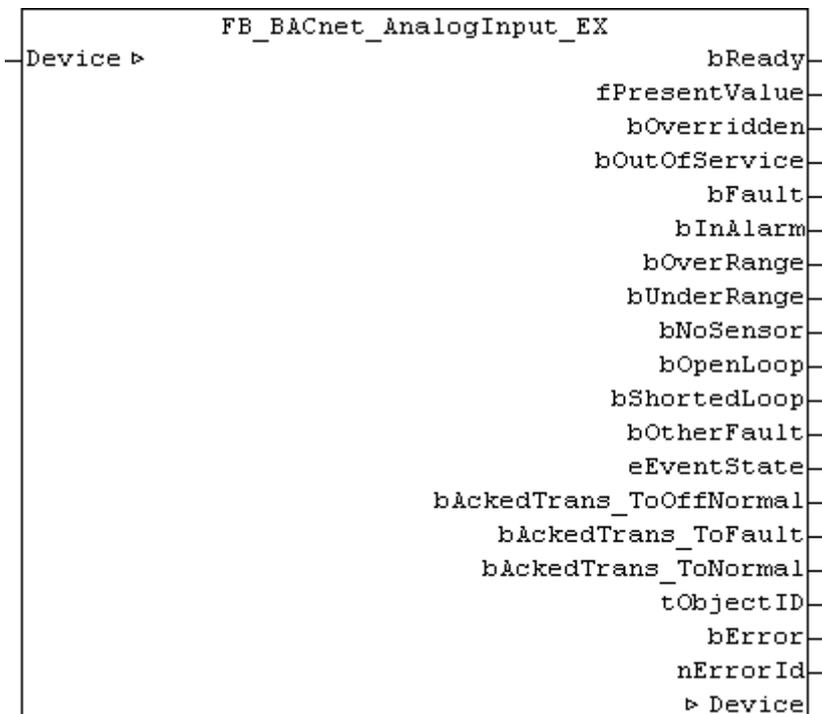 FB_BACnet_AnalogInput_EX
Device ▷ bReady
fPresentValue
bOverridden
bOutOfService
bFault
bInAlarm
bOverRange
bUnderRange
bNoSensor
bOpenLoop
bShortedLoop
bOtherFault
eEventState
bAckedTrans_ToOffNormal
bAckedTrans_ToFault
bAckedTrans_ToNormal
tObjectID
bError
nErrorId
▷ Device